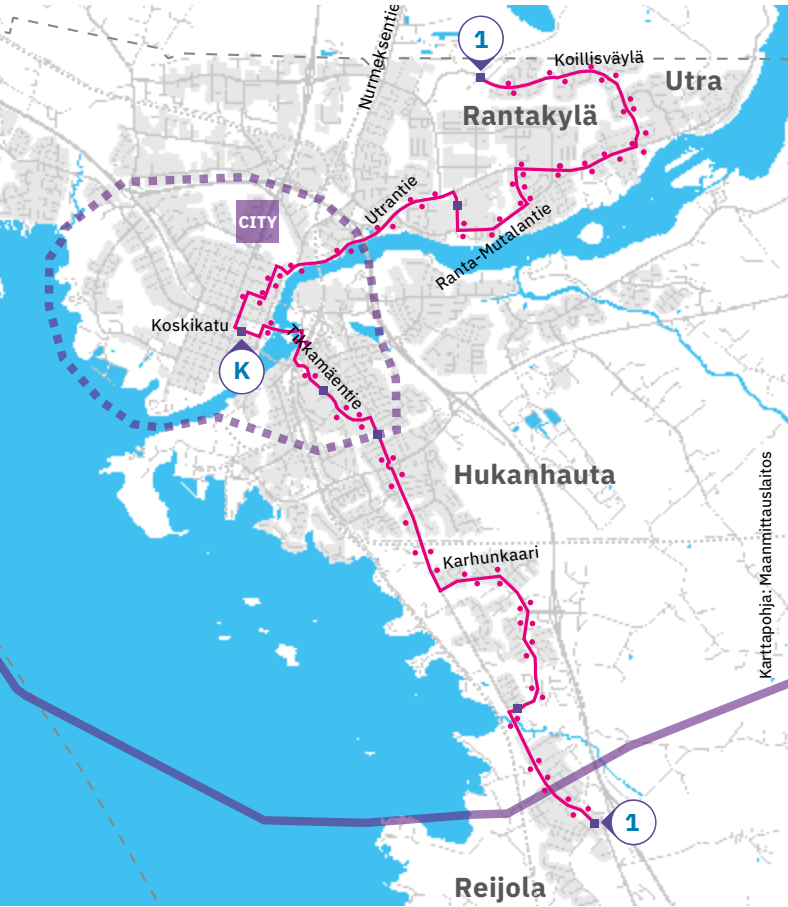 1
Koillisväylä
Utra
Nurmeksentie
Rantakylä
Utrantie
CITY
Ranta-Mutalantie
Koskikatu
Tikkamäentie
K
Hukanhauta
Karhunkaari
Karttapohja: Maanmittauslaitos
1
Reijola